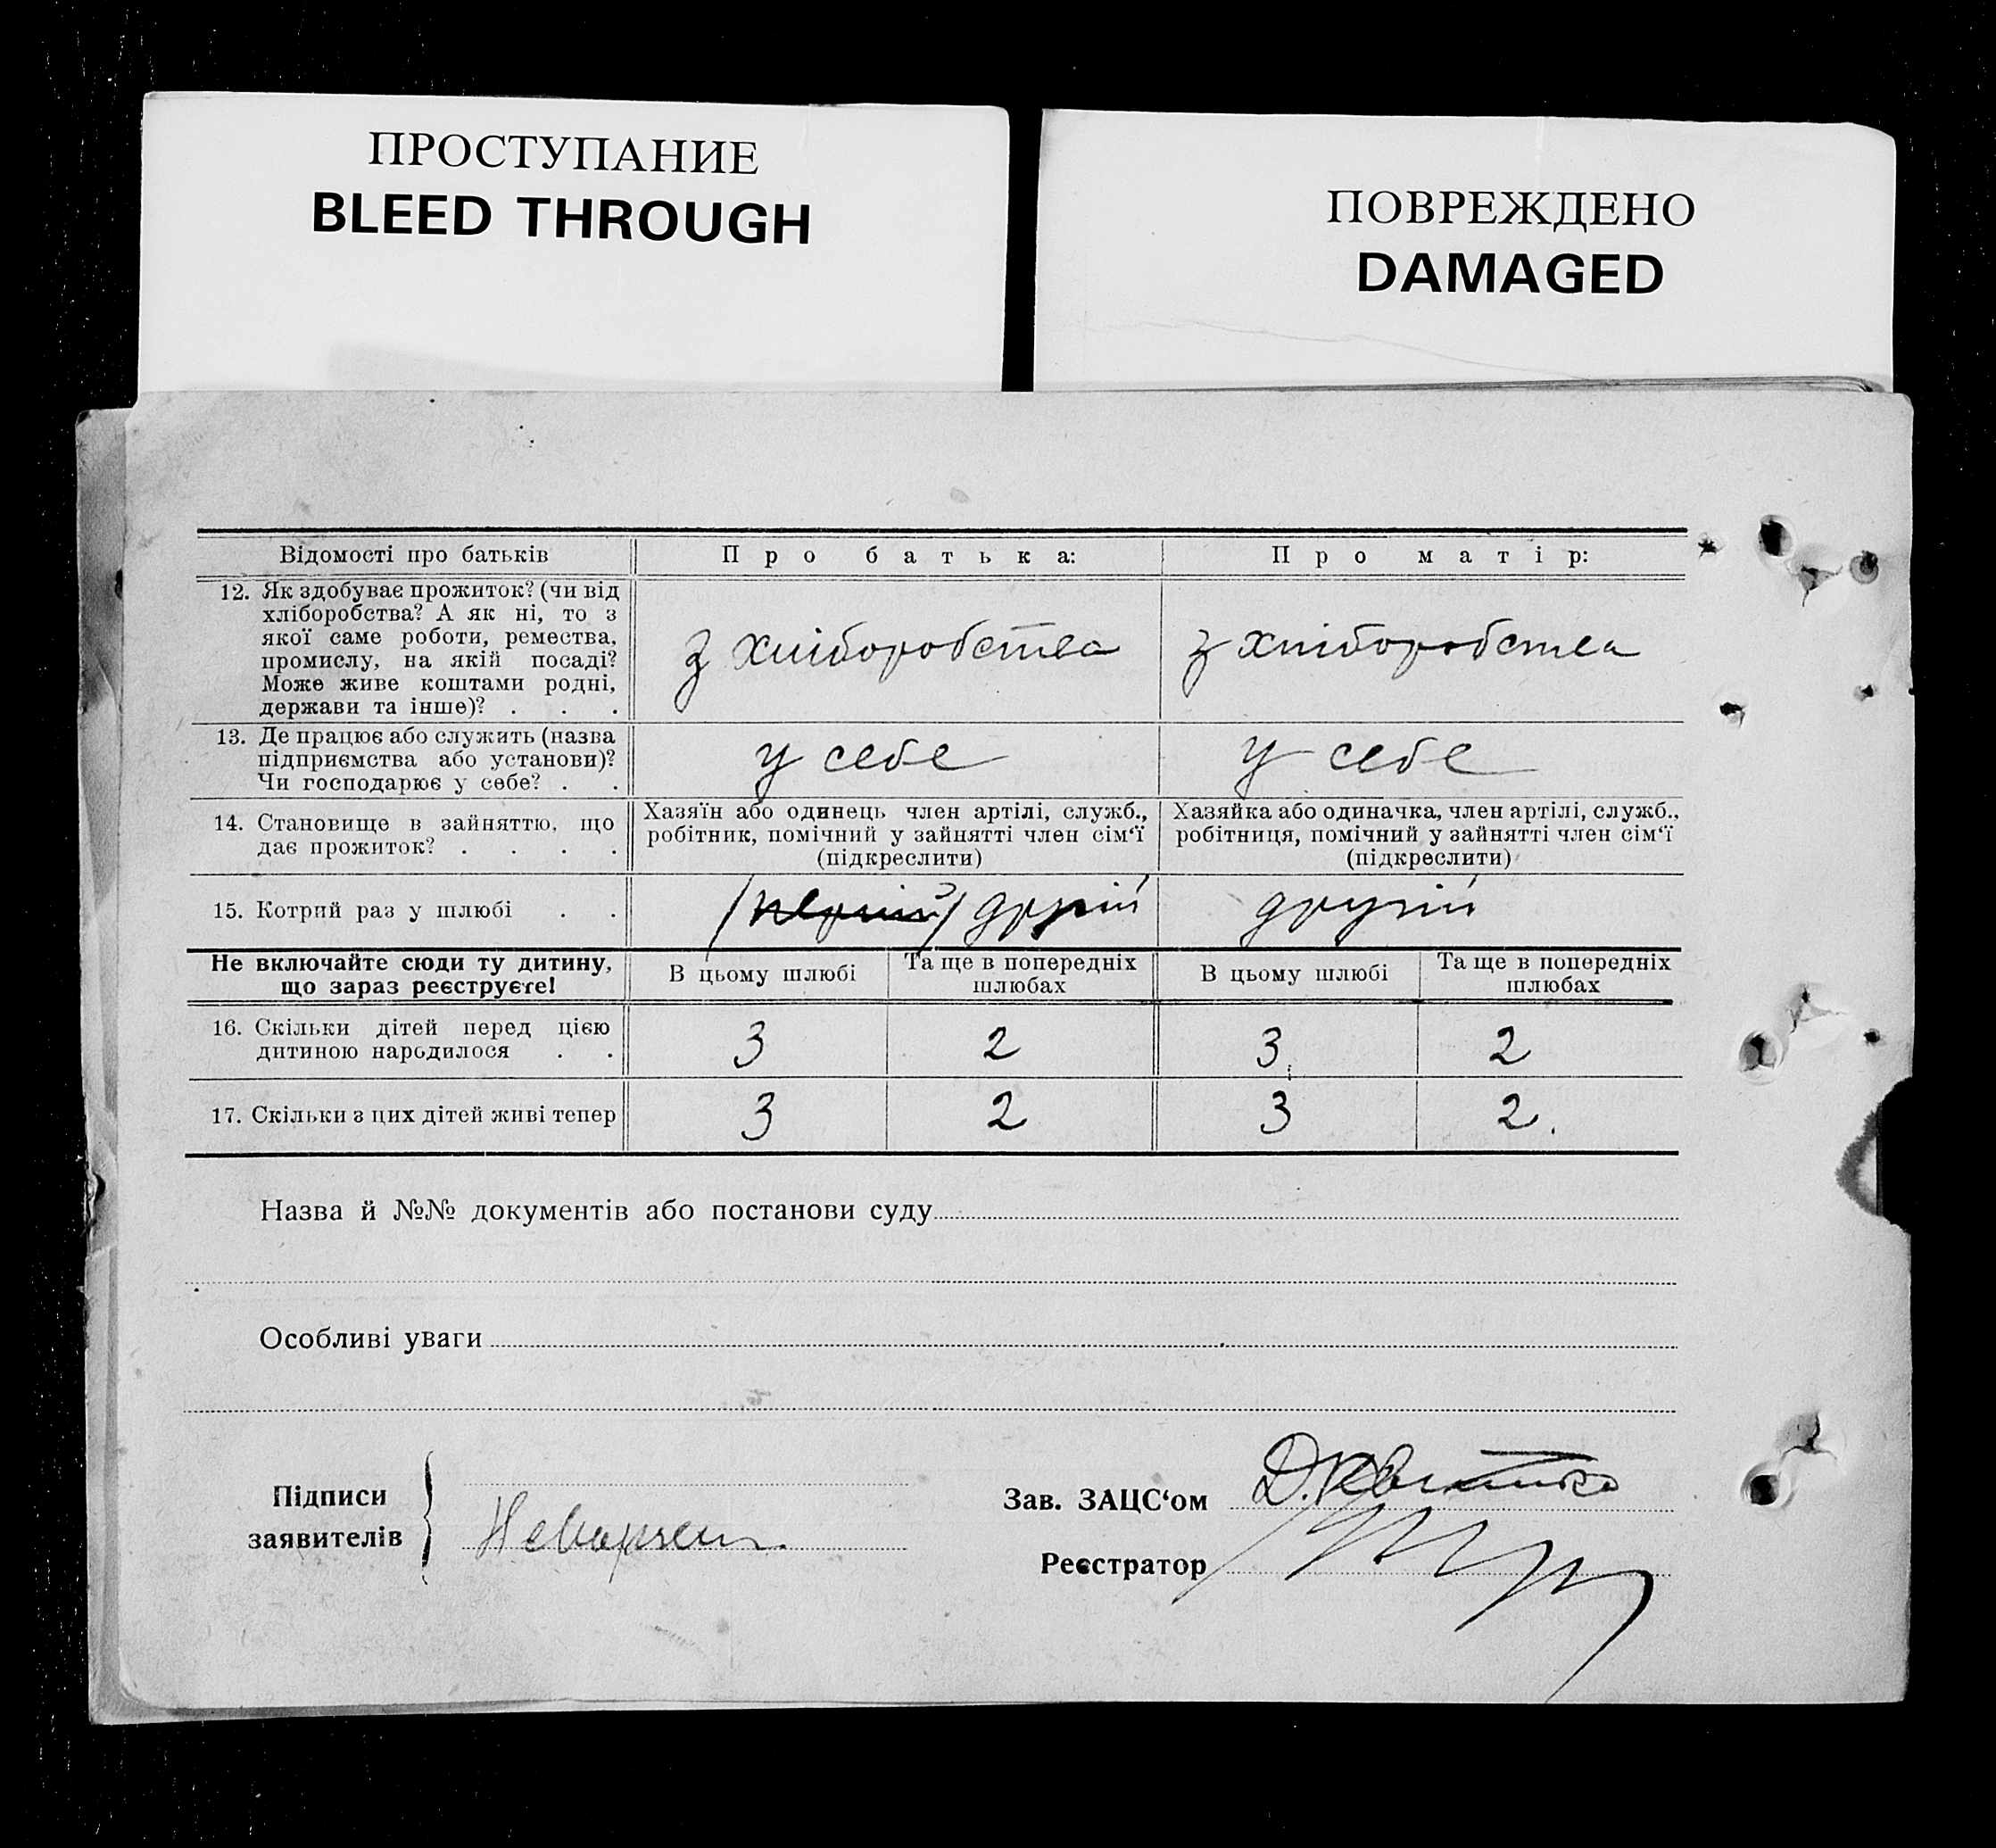 ПРОСТУПАНИЕ
BLEED THROUGH
ПОВРЕЖДЕНО
DAMAGED
Відомості про батьків
Про батька:
Про матір:
12. Як здобуває прожиток? (чи від
хліборобства? А як ні, то з
якої саме роботи, ремества,
промислу, на якій посаді?
Може живе коштами родні,
держави та інше)? . . .
з хліборобства
з хліборобства
13. Де працює або служить (назва
підприємства або установи)?
Чи господарює у себе? . .
у себе
у себе
14. Становище в зайняттю, що
дає прожиток? . . . .
Хазяїн або одинець член артілі, служб.,
робітник, помічний у зайнятті член сім‘ї
(підкреслити)
Хазяйка або одиначка, член артілі, служб.,
робітниця, помічний у зайнятті член сім‘ї
(підкреслити)
15. Котрий раз у шлюбі . .
/перший/ другій
другій
Не включайте сюди ту дитину,
що зараз реєструєте!
В цьому шлюбі
Та ще в попередніх
шлюбах
В цьому шлюбі
Та ще в попередніх
шлюбах
16. Скільки дітей перед цією
дитиною народилося . .
3
2
3
2
17. Скільки з цих дітей живі тепер
3
2
3
2.
Назва й №№ документів або постанови суду
Особливі уваги
Підписи
заявителів
Зав. ЗАЦС‘ом
Реєстратор